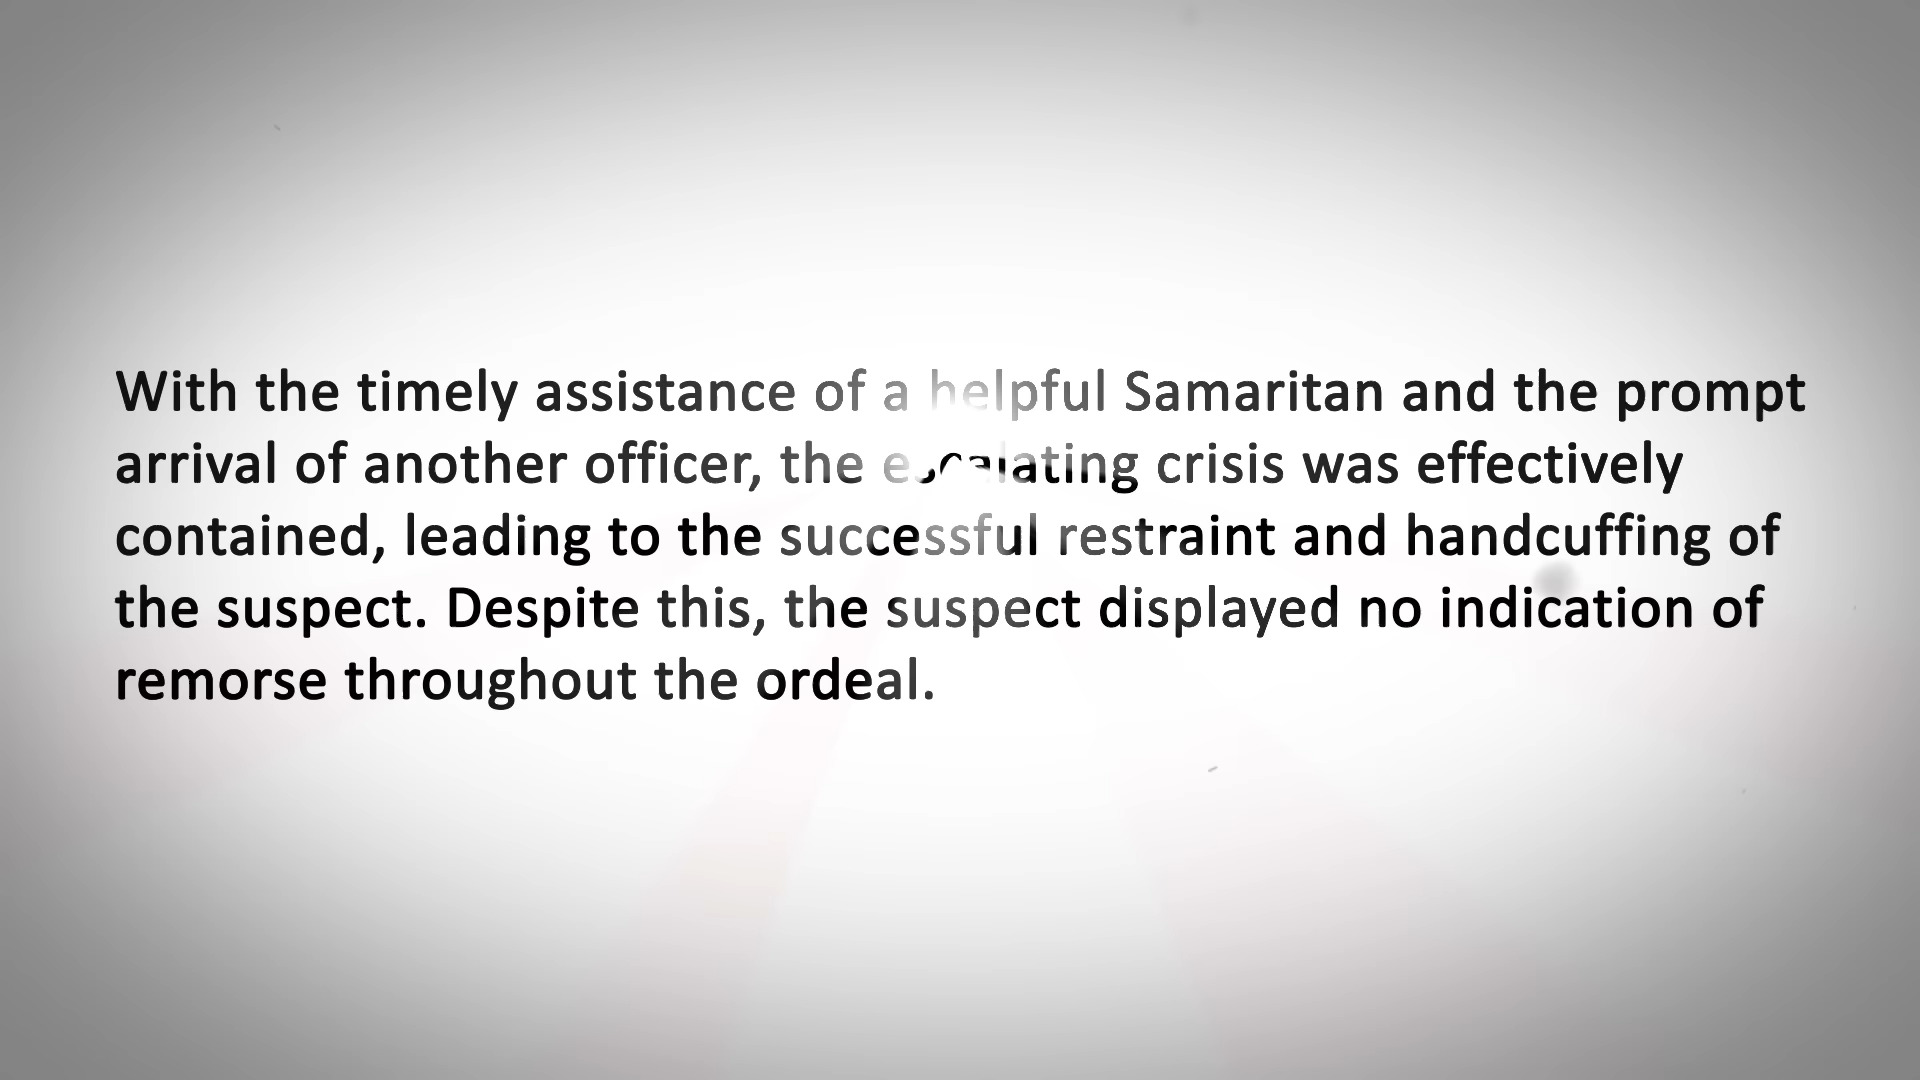 With the timely assistance of a helpful Samaritan and the prompt
arrival of another officer, the escalating crisis was effectively
contained, leading to the successful restraint and handcuffing of
the suspect. Despite this, the suspect displayed no indication of
remorse throughout the ordeal.